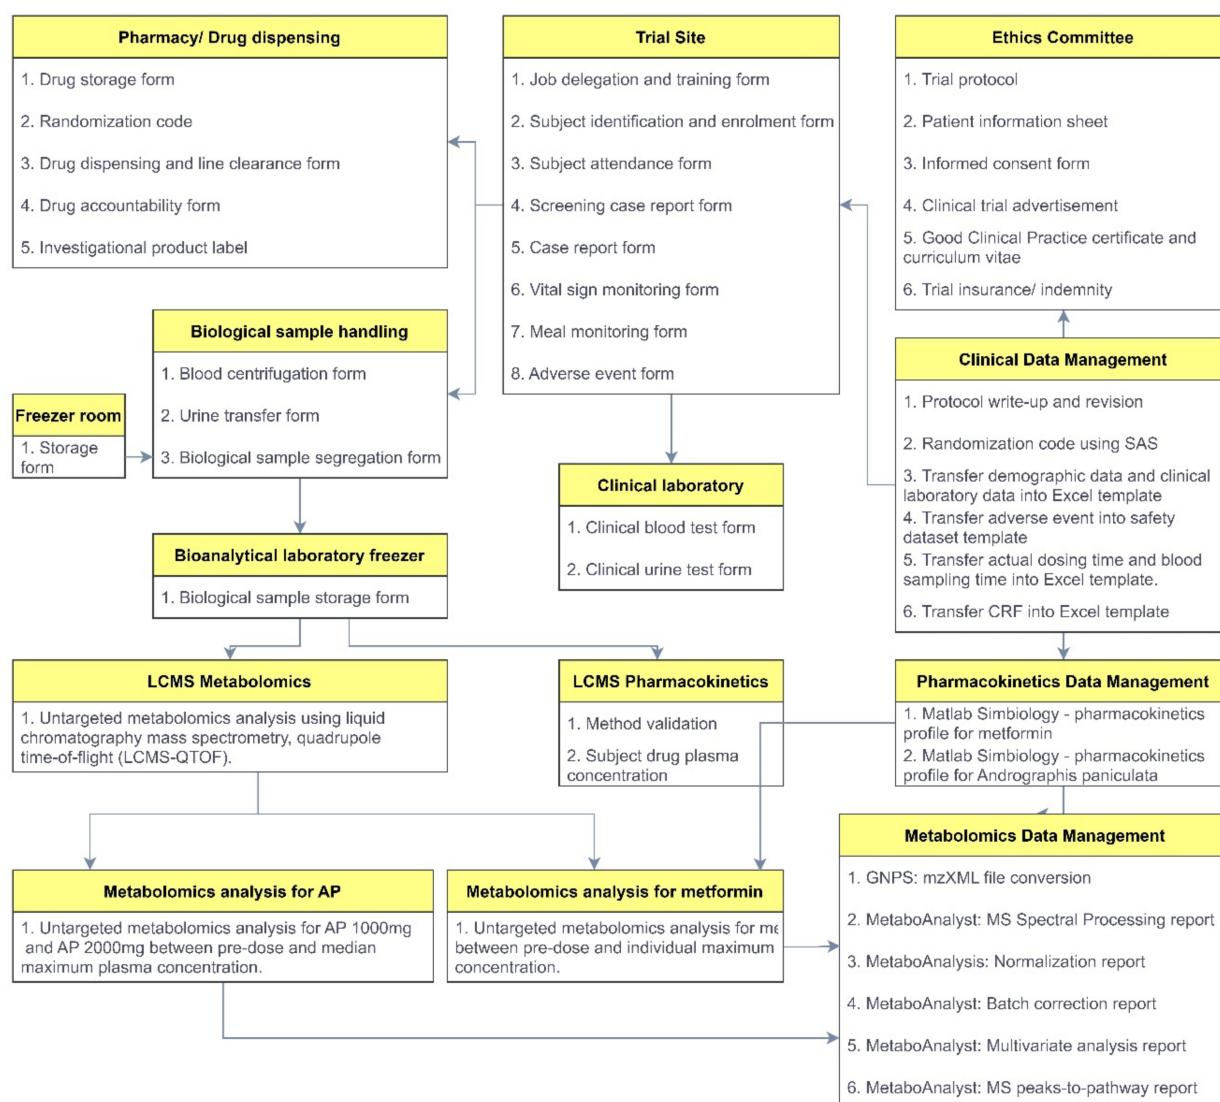 Pharmacy/ Drug dispensing
1. Drug storage form
2. Randomization code
3. Drug dispensing and line clearance form
4. Drug accountability form
5. Investigational product label
Trial Site
1. Job delegation and training form
2. Subject identification and enrolment form
3. Subject attendance form
4. Screening case report form
5. Case report form
6. Vital sign monitoring form
7. Meal monitoring form
8. Adverse event form
Ethics Committee
1. Trial protocol
2. Patient information sheet
3. Informed consent form
4. Clinical trial advertisement
5. Good Clinical Practice certificate and
curriculum vitae
6. Trial insurance/ indemnity
Biological sample handling
1. Blood centrifugation form
2. Urine transfer form
3. Biological sample segregation form
Freezer room
1. Storage
form
Clinical laboratory
1. Clinical blood test form
2. Clinical urine test form
Clinical Data Management
1. Protocol write-up and revision
2. Randomization code using SAS
3. Transfer demographic data and clinical
laboratory data into Excel template
4. Transfer adverse event into safety
dataset template
5. Transfer actual dosing time and blood
sampling time into Excel template.
6. Transfer CRF into Excel template
Bioanalytical laboratory freezer
1. Biological sample storage form
LCMS Metabolomics
1. Untargeted metabolomics analysis using liquid
chromatography mass spectrometry, quadrupole
time-of-flight (LCMS-QTOF).
LCMS Pharmacokinetics
1. Method validation
2. Subject drug plasma
concentration
Pharmacokinetics Data Management
1. Matlab Simbiology - pharmacokinetics
profile for metformin
2. Matlab Simbiology - pharmacokinetics
profile for Andrographis paniculata
Metabolomics analysis for AP
1. Untargeted metabolomics analysis for AP 1000mg
and AP 2000mg between pre-dose and median
maximum plasma concentration.
Metabolomics analysis for metformin
1. Untargeted metabolomics analysis for me
between pre-dose and individual maximum
concentration.
Metabolomics Data Management
1. GNPS: mzXML file conversion
2. MetaboAnalyst: MS Spectral Processing report
3. MetaboAnalysis: Normalization report
4. MetaboAnalyst: Batch correction report
5. MetaboAnalyst: Multivariate analysis report
6. MetaboAnalyst: MS peaks-to-pathway report